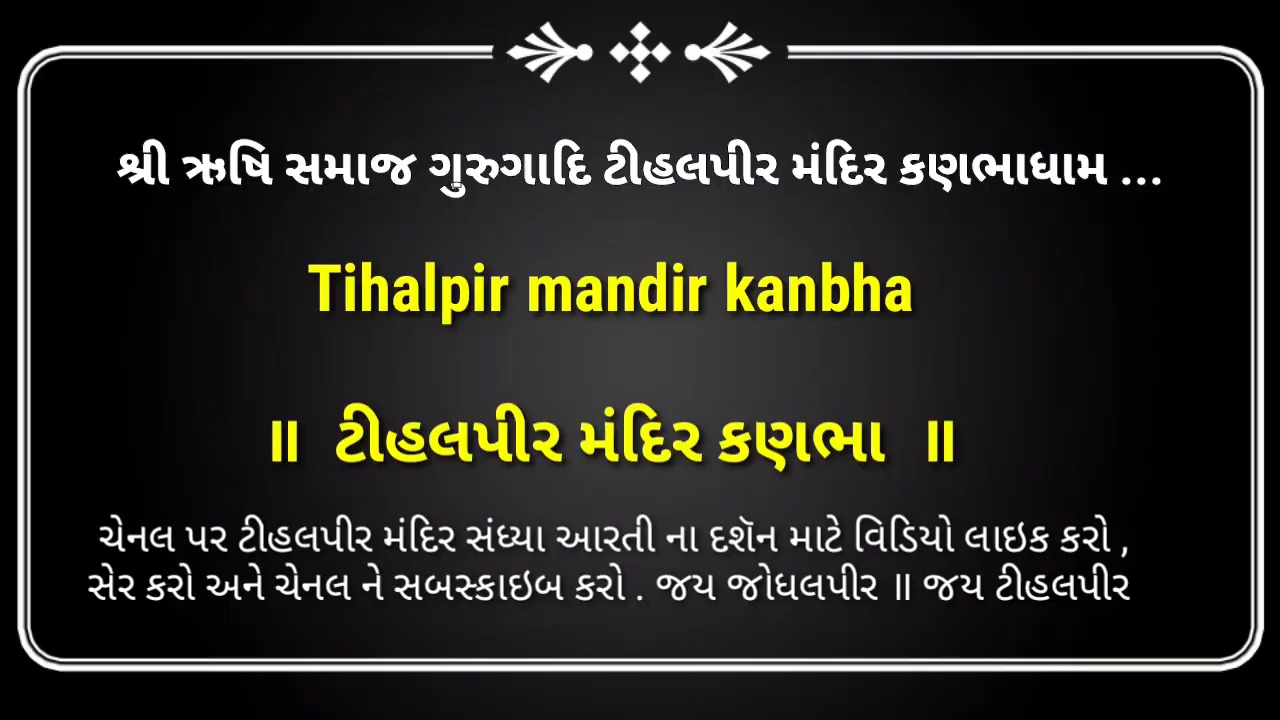 શ્રી ઋષિ સમાજ ગુરુગાદિ ટીહલપીર મંદિર કણભાધામ ...
Tihalpir mandir kanbha
॥ ટીહલપીર મંદિર કણભા ॥
ચેનલ પર ટીહલપીર મંદિર સંધ્યા આરતી ના દર્શૅન માટે વિડિયો લાઇક કરો ,
સેર કરો અને ચેનલ ને સબસ્કાઇબ કરો . જય જોધલપીર ॥ જય ટીહલપીર